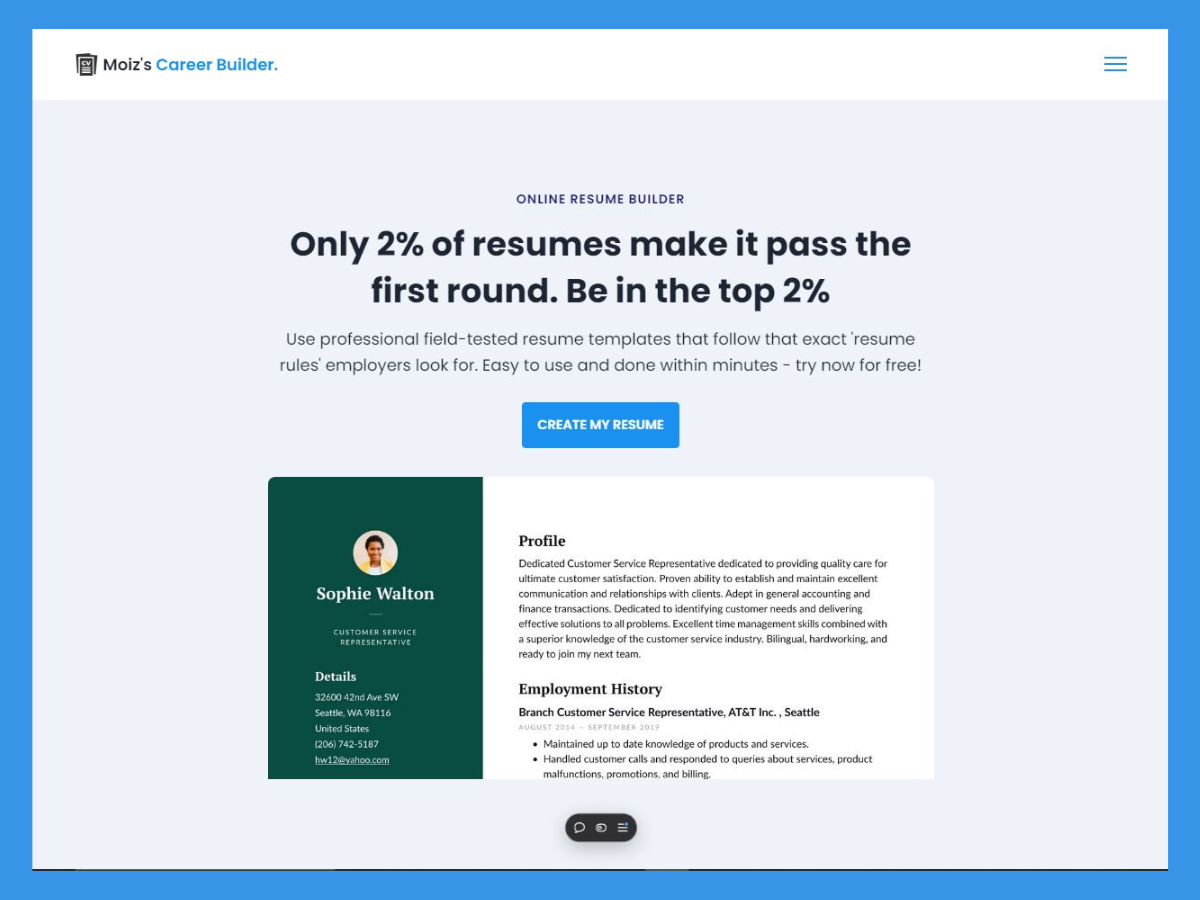 CV
Moiz's Career Builder.
ONLINE RESUME BUILDER
Only 2% of resumes make it pass the
first round. Be in the top 2%
Use professional field-tested resume templates that follow that exact 'resume
rules' employers look for. Easy to use and done within minutes - try now for free!
CREATE MY RESUME
Sophie Walton
CUSTOMER SERVICE
REPRESENTATIVE
Details
32600 42nd Ave SW
Seattle, WA 98116
United States
(206) 742-5187
hw12@yahoo.com
Profile
Dedicated Customer Service Representative dedicated to providing quality care for
ultimate customer satisfaction. Proven ability to establish and maintain excellent
communication and relationships with clients. Adept in general accounting and
finance transactions. Dedicated to identifying customer needs and delivering
effective solutions to all problems. Excellent time management skills combined with
a superior knowledge of the customer service industry. Bilingual, hardworking, and
ready to join my next team.
Employment History
Branch Customer Service Representative, AT&T Inc. , Seattle
AUGUST 2014 — SEPTEMBER 2019
• Maintained up to date knowledge of products and services.
• Handled customer calls and responded to queries about services, product
malfunctions, promotions, and billing.